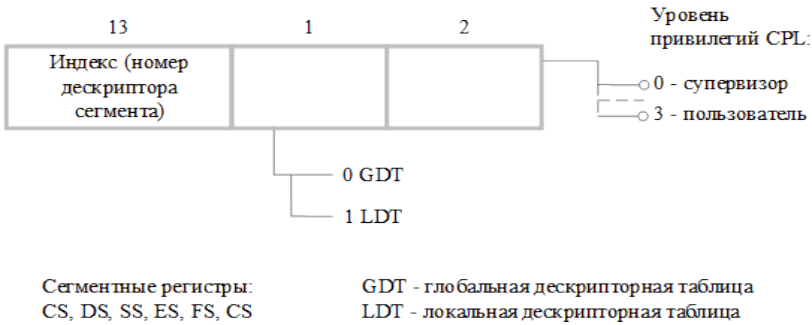 13
1
2
Уровень
привилегий CPL:
Индекс (номер
дескриптора
сегмента)
0 - супервизор
3 - пользователь
0 GDT
1 LDT
Сегментные регистры:
CS, DS, SS, ES, FS, CS
GDT - глобальная дескрипторная таблица
LDT - локальная дескрипторная таблица